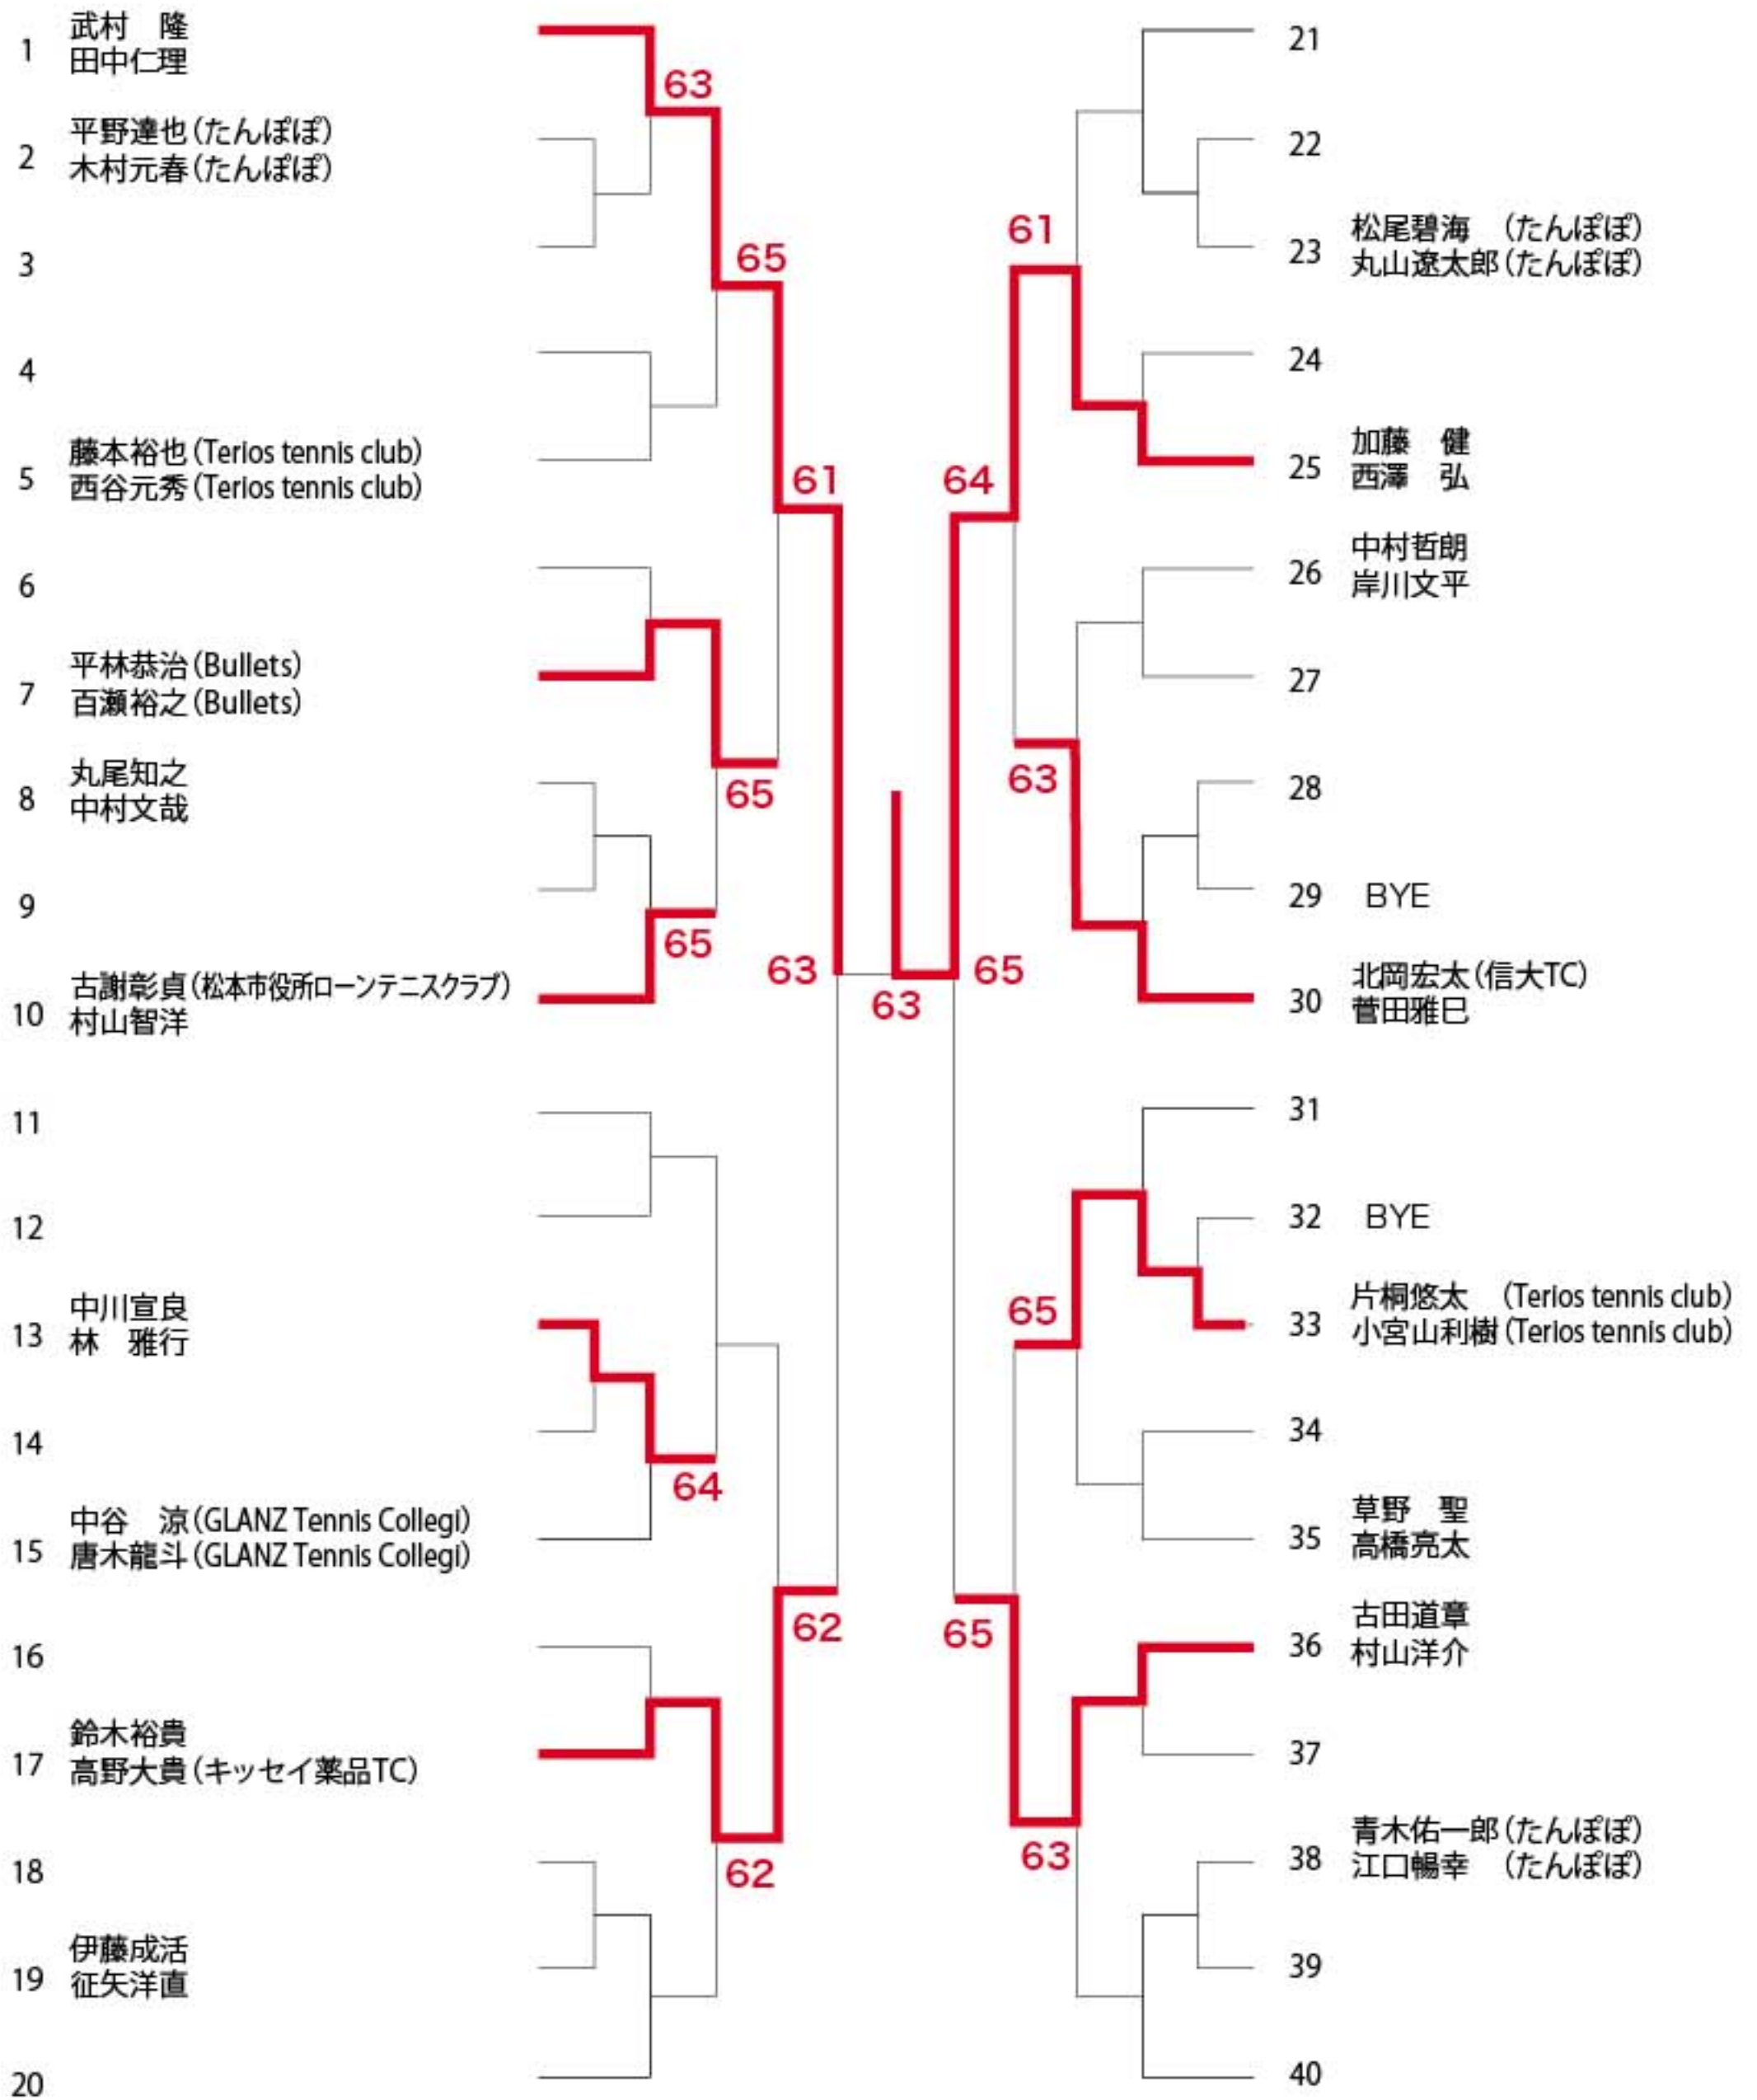 1
武村　隆
田中仁理
2
平野達也(たんぽぽ)
木村元春(たんぽぽ)
3
4
5
藤本裕也(Terios tennis club)
西谷元秀(Terios tennis club)
6
7
平林恭治(Bullets)
百瀬裕之(Bullets)
8
丸尾知之
中村文哉
9
10
古謝彰貞(松本市役所ローンテニスクラブ)
村山智洋
11
12
13
中川宣良
林　雅行
14
15
中谷　涼(GLANZ Tennis Collegi)
唐木龍斗(GLANZ Tennis Collegi)
16
17
鈴木裕貴
高野大貴(キッセイ薬品TC)
18
19
伊藤成活
征矢洋直
20
63
65
61
65
65
63
64
62
62
63
65
64
61
63
65
65
63
21
22
23
松尾碧海　(たんぽぽ)
丸山遼太郎(たんぽぽ)
24
25
加藤　健
西澤　弘
26
中村哲朗
岸川文平
27
28
29 BYE
30
北岡宏太(信大TC)
菅田雅巳
31
32 BYE
33
片桐悠太　(Terios tennis club)
小宮山利樹(Terios tennis club)
34
35
草野　聖
高橋亮太
36
古田道章
村山洋介
37
38
青木佑一郎(たんぽぽ)
江口暢幸　(たんぽぽ)
39
40